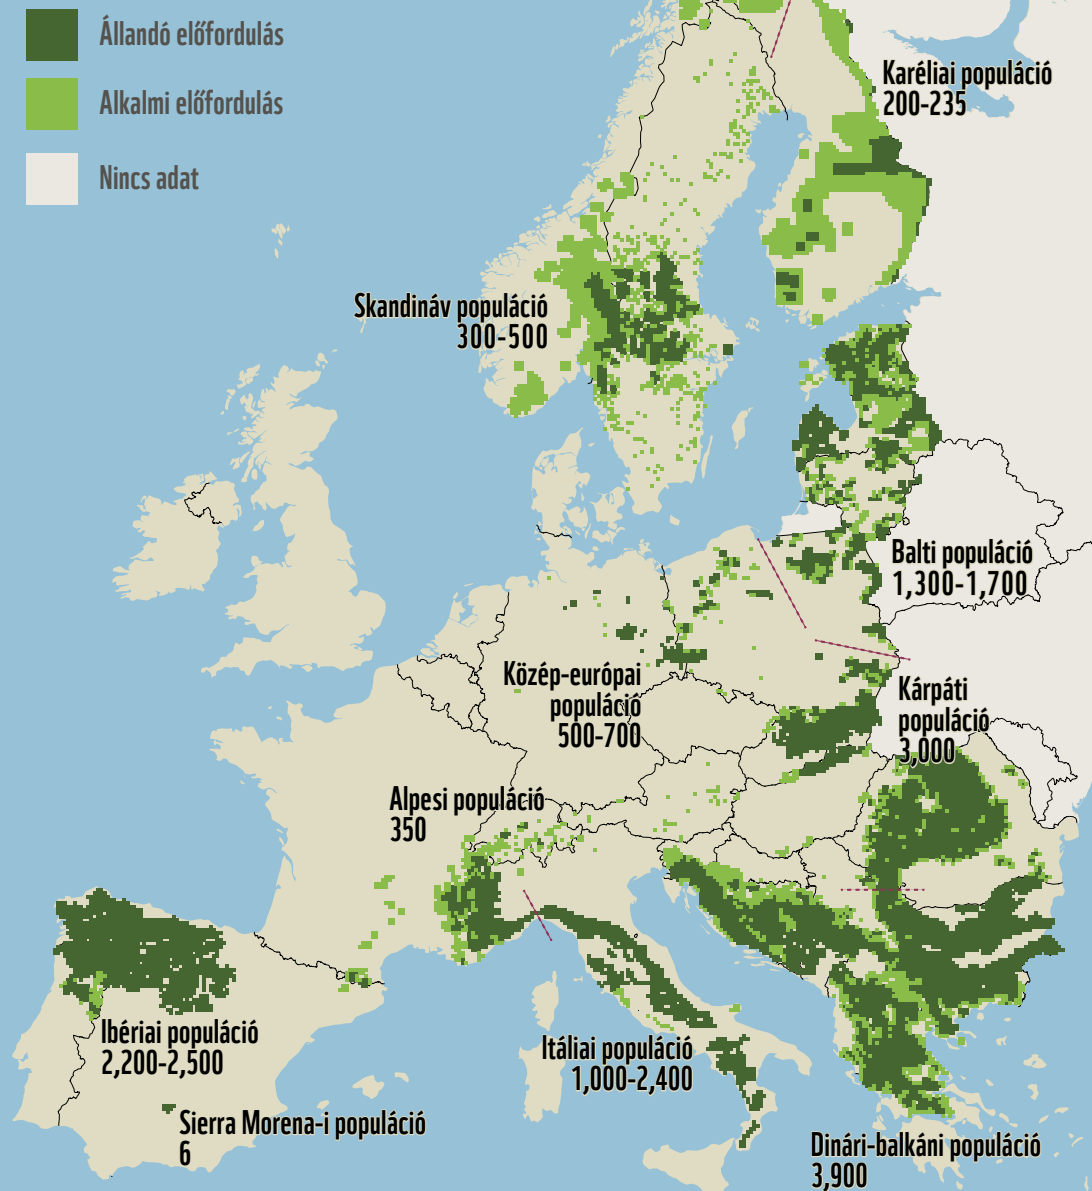 Állandó előfordulás
Alkalmi előfordulás
Nincs adat
Karéliai populáció
200-235
Skandináv populáció
300-500
Balti populáció
1,300-1,700
Közép-európai
populáció
500-700
Kárpáti
populáció
3,000
Alpesi populáció
350
Ibériai populáció
2,200-2,500
Itáliai populáció
1,000-2,400
Sierra Morena-i populáció
6
Dinári-balkáni populáció
3,900